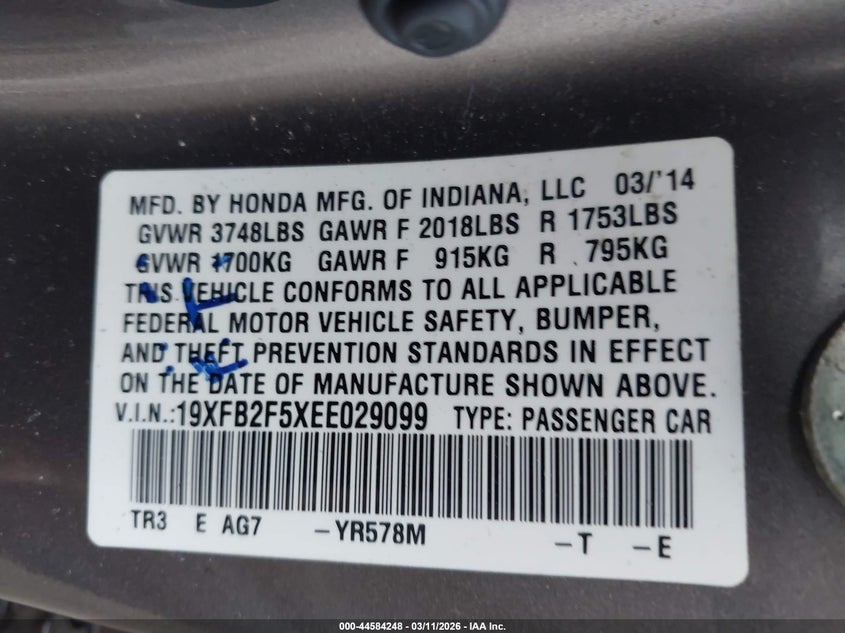 MFD. BY HONDA MFG. OF INDIANA, LLC 03/'14
GVWR 3748LBS GAWR F 2018LBS R 1753LBS
GVWR 1700KG GAWR F 915KG R 795KG
THIS VEHICLE CONFORMS TO ALL APPLICABLE
FEDERAL MOTOR VEHICLE SAFETY, BUMPER,
AND THEFT PREVENTION STANDARDS IN EFFECT
ON THE DATE OF MANUFACTURE SHOWN ABOVE.
V.I.N.:19XFB2F5XEE029099 TYPE: PASSENGER CAR
TR3 E AG7 -YR578M -T -E
000-44584248 - 03/11/2026 - IAA Inc.